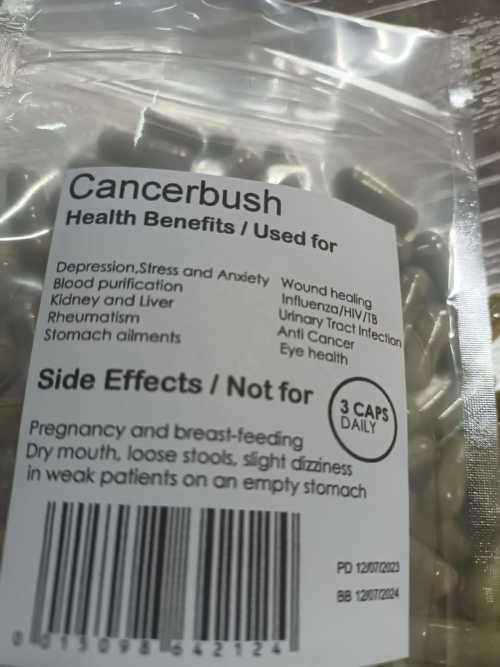 Cancerbush
Health Benefits / Used for
Depression,Stress and Anxiety
Blood purification
Kidney and Liver
Rheumatism
Stomach ailments
Wound healing
Influenza/HIV/TB
Urinary Tract Infection
Anti Cancer
Eye health
Side Effects / Not for
3 CAPS
DAILY
Pregnancy and breast-feeding
Dry mouth, loose stools, slight dizziness
in weak patients on an empty stomach
PD 12/07/2023
BB 12/07/2024
0 013098 642124